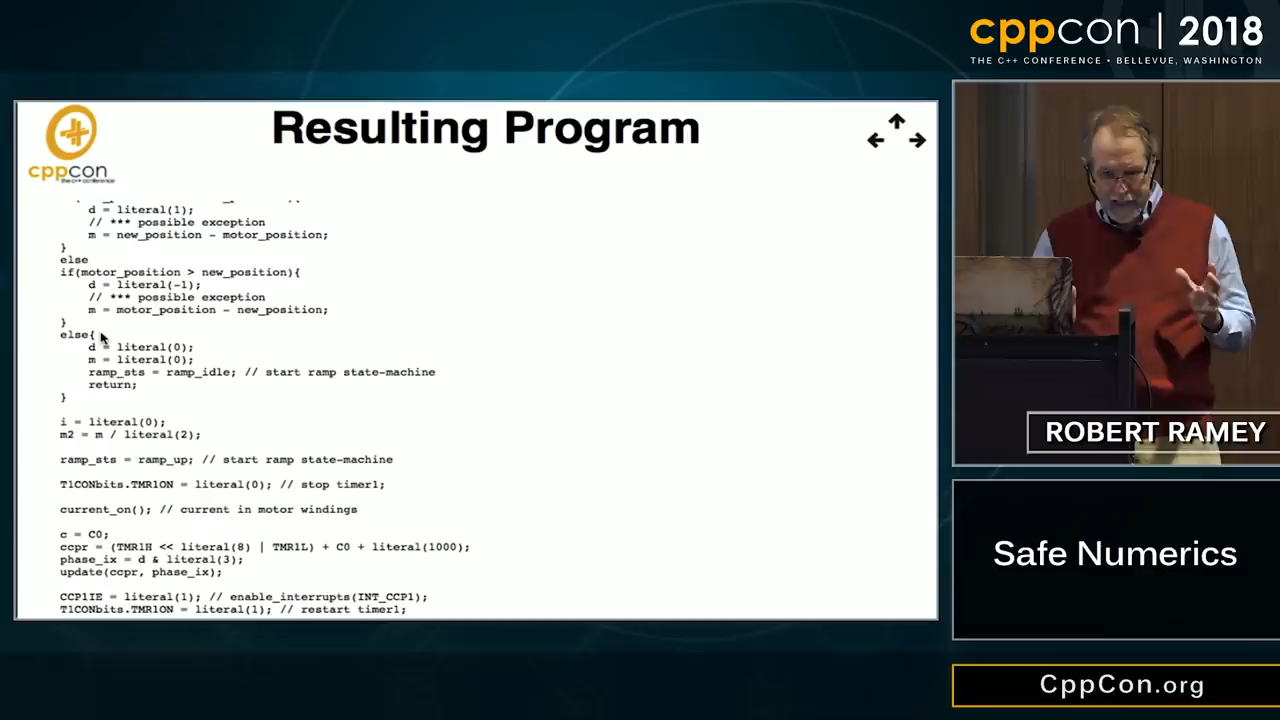 cppcon | 2018
THE C++ CONFERENCE • BELLEVUE, WASHINGTON
cppcon
the c++ conference
Resulting Program
d = literal(1);
// *** possible exception
m = new_position - motor_position;
}
else
if(motor_position > new_position){
d = literal(-1);
// *** possible exception
m = motor_position - new_position;
}
else{
d = literal(0);
m = literal(0);
ramp_sts = ramp_idle; // start ramp state-machine
return;
}
i = literal(0);
m2 = m / literal(2);
ramp_sts = ramp_up; // start ramp state-machine
T1CONbits.TMR1ON = literal(0); // stop timer1;
current_on(); // current in motor windings
c = C0;
ccpr = (TMR1H << literal(8) | TMR1L) + C0 + literal(1000);
phase_ix = d & literal(3);
update(ccpr, phase_ix);
CCP1IE = literal(1); // enable_interrupts(INT_CCP1);
T1CONbits.TMR1ON = literal(1); // restart timer1;
ROBERT RAMEY
Safe Numerics
CppCon.org